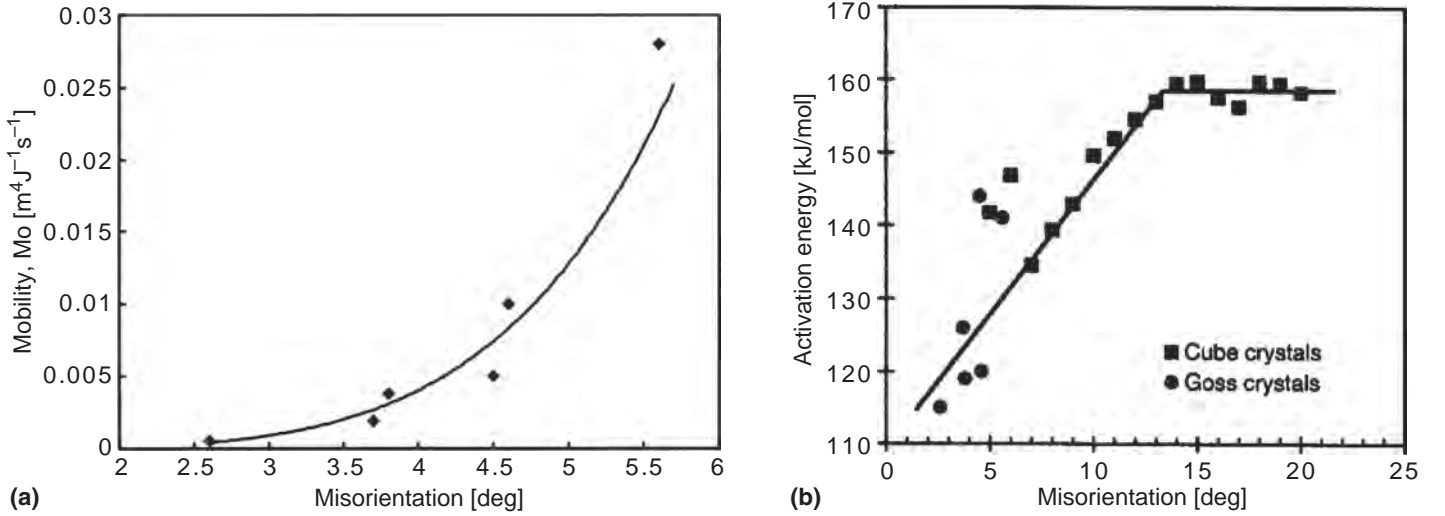 0.03
0.025
0.02
0.015
0.01
0.005
0
Mobility, Mo [m⁴J⁻¹s⁻¹]
2 2.5 3 3.5 4 4.5 5 5.5 6
Misorientation [deg]
(a)
170
160
150
140
130
120
110
Activation energy [kJ/mol]
Cube crystals
Goss crystals
0 5 10 15 20 25
Misorientation [deg]
(b)